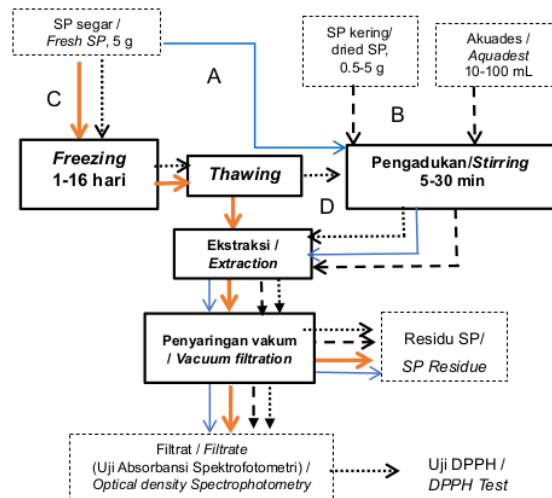 SP segar /
Fresh SP, 5 g
SP kering/
dried SP,
0.5-5 g
Akuades /
Aquadest
10-100 mL
A
B
C
Freezing
1-16 hari
Thawing
Pengadukan/Stirring
5-30 min
D
Ekstraksi /
Extraction
Penyaringan vakum
/ Vacuum filtration
Residu SP/
SP Residue
Filtrat / Filtrate
(Uji Absorbansi Spektrofotometri) /
Optical density Spectrophotometry
Uji DPPH /
DPPH Test